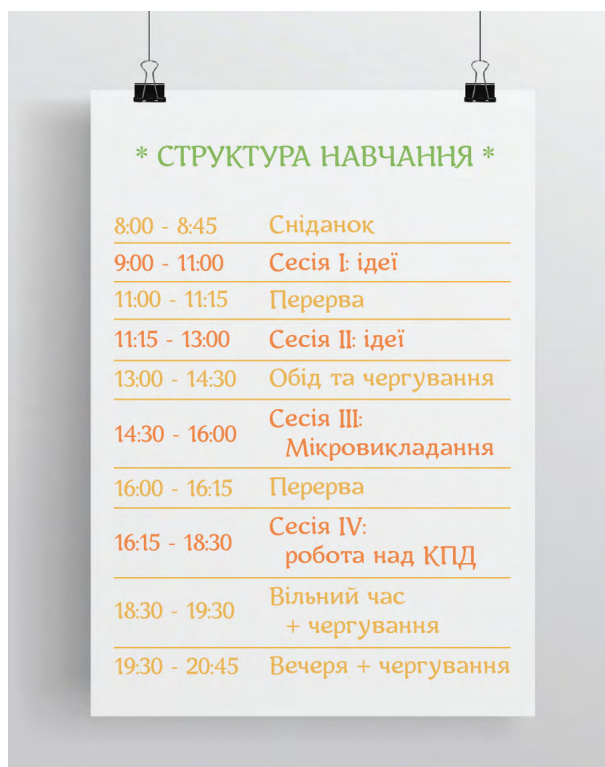 * СТРУКТУРА НАВЧАННЯ *
8:00 - 8:45 Сніданок
9:00 - 11:00 Сесія I: ідеї
11:00 - 11:15 Перерва
11:15 - 13:00 Сесія II: ідеї
13:00 - 14:30 Обід та чергування
14:30 - 16:00 Сесія III:
Мікровикладання
16:00 - 16:15 Перерва
16:15 - 18:30 Сесія IV:
робота над КПД
18:30 - 19:30 Вільний час
+ чергування
19:30 - 20:45 Вечеря + чергування